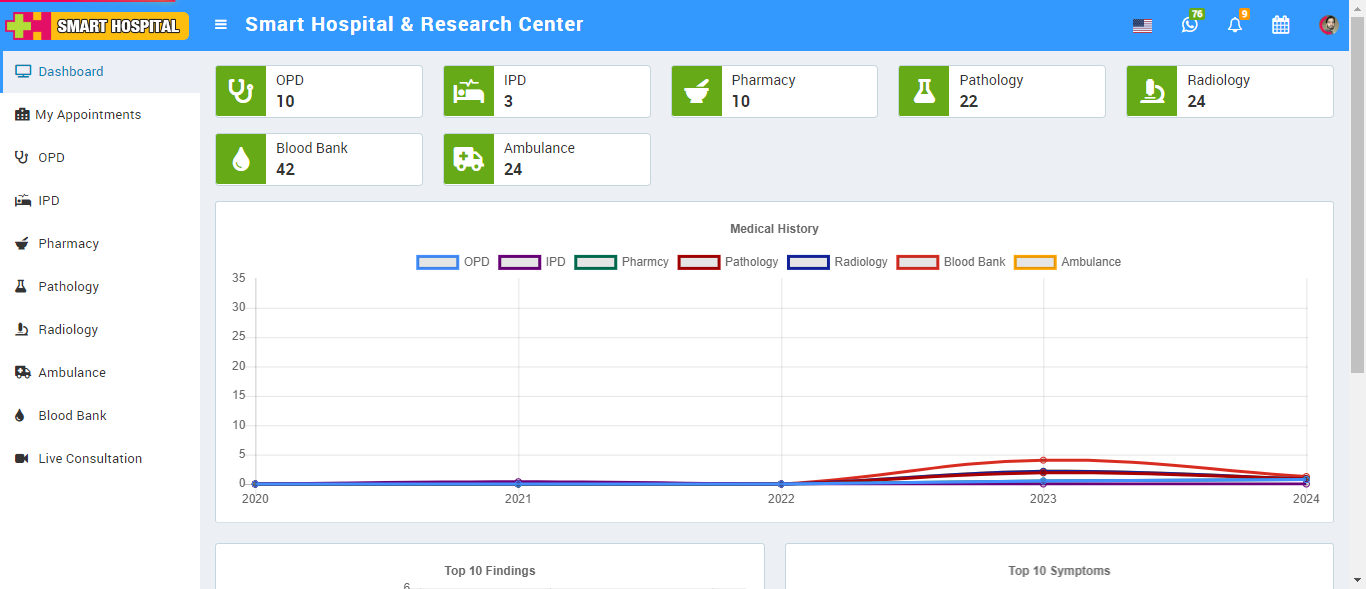 SMART HOSPITAL
Smart Hospital & Research Center
76
9
Dashboard
My Appointments
OPD
IPD
Pharmacy
Pathology
Radiology
Ambulance
Blood Bank
Live Consultation
OPD
10
IPD
3
Pharmacy
10
Pathology
22
Radiology
24
Blood Bank
42
Ambulance
24
Medical History
OPD IPD Pharmcy Pathology Radiology Blood Bank Ambulance
35
30
25
20
15
10
5
0
2020 2021 2022 2023 2024
Top 10 Findings
6
Top 10 Symptoms